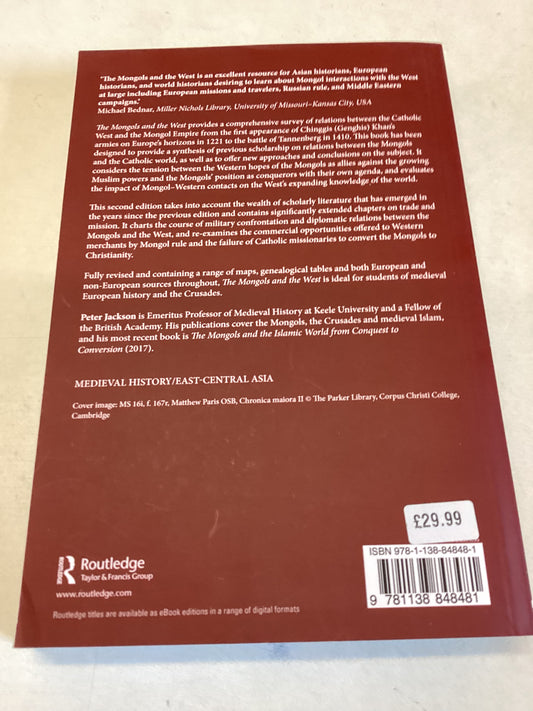 'The Mongols and the West is an excellent resource for Asian historians, European
historians, and world historians desiring to learn about Mongol interactions with the West
at large including European missions and travelers, Russian rule, and Middle Eastern
campaigns.'
Michael Bednar, Miller Nichols Library, University of Missouri–Kansas City, USA
The Mongols and the West provides a comprehensive survey of relations between the Catholic
West and the Mongol Empire from the first appearance of Chinggis (Genghis) Khan's
armies on Europe's horizons in 1221 to the battle of Tannenberg in 1410. This book has been
designed to provide a synthesis of previous scholarship on relations between the Mongols
and the Catholic world, as well as to offer new approaches and conclusions on the subject. It
considers the tension between the Western hopes of the Mongols as allies against the growing
Muslim powers and the Mongols' position as conquerors with their own agenda, and evaluates
the impact of Mongol–Western contacts on the West's expanding knowledge of the world.
This second edition takes into account the wealth of scholarly literature that has emerged in
the years since the previous edition and contains significantly extended chapters on trade and
mission. It charts the course of military confrontation and diplomatic relations between the
Mongols and the West, and re-examines the commercial opportunities offered to Western
merchants by Mongol rule and the failure of Catholic missionaries to convert the Mongols to
Christianity.
Fully revised and containing a range of maps, genealogical tables and both European and
non-European sources throughout, The Mongols and the West is ideal for students of medieval
European history and the Crusades.
Peter Jackson is Emeritus Professor of Medieval History at Keele University and a Fellow of
the British Academy. His publications cover the Mongols, the Crusades and medieval Islam,
and his most recent book is The Mongols and the Islamic World from Conquest to
Conversion (2017).
MEDIEVAL HISTORY/EAST-CENTRAL ASIA
Cover image: MS 16i, f. 167r, Matthew Paris OSB, Chronica maiora II © The Parker Library, Corpus Christi College,
Cambridge
£29.99
ISBN 978-1-138-84848-1
9 781138 848481
ROUTLEDGE
Routledge
Taylor & Francis Group
www.routledge.com
Routledge titles are available as eBook editions in a range of digital formats